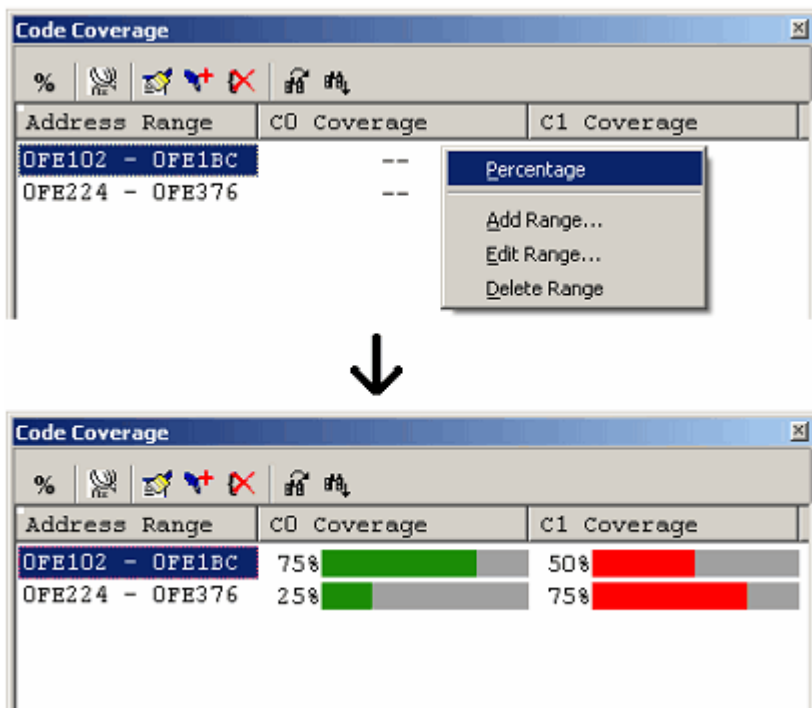 Code Coverage
%
Address Range C0 Coverage C1 Coverage
0FE102 - 0FE1BC --
0FE224 - 0FE376 --
Percentage
Add Range...
Edit Range...
Delete Range
Code Coverage
%
Address Range C0 Coverage C1 Coverage
0FE102 - 0FE1BC 75% 50%
0FE224 - 0FE376 25% 75%